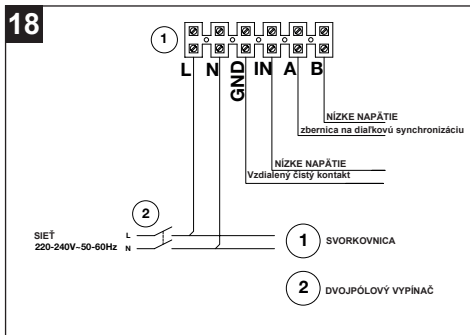 18
1
L N GND IN A B
NÍZKE NAPÄTIE
zbernica na diaľkovú synchronizáciu
NÍZKE NAPÄTIE
Vzdialený čistý kontakt
2
SIEŤ
220-240V~50-60Hz
L
N
1 SVORKOVNICA
2 DVOJPÓLOVÝ VYPÍNAČ